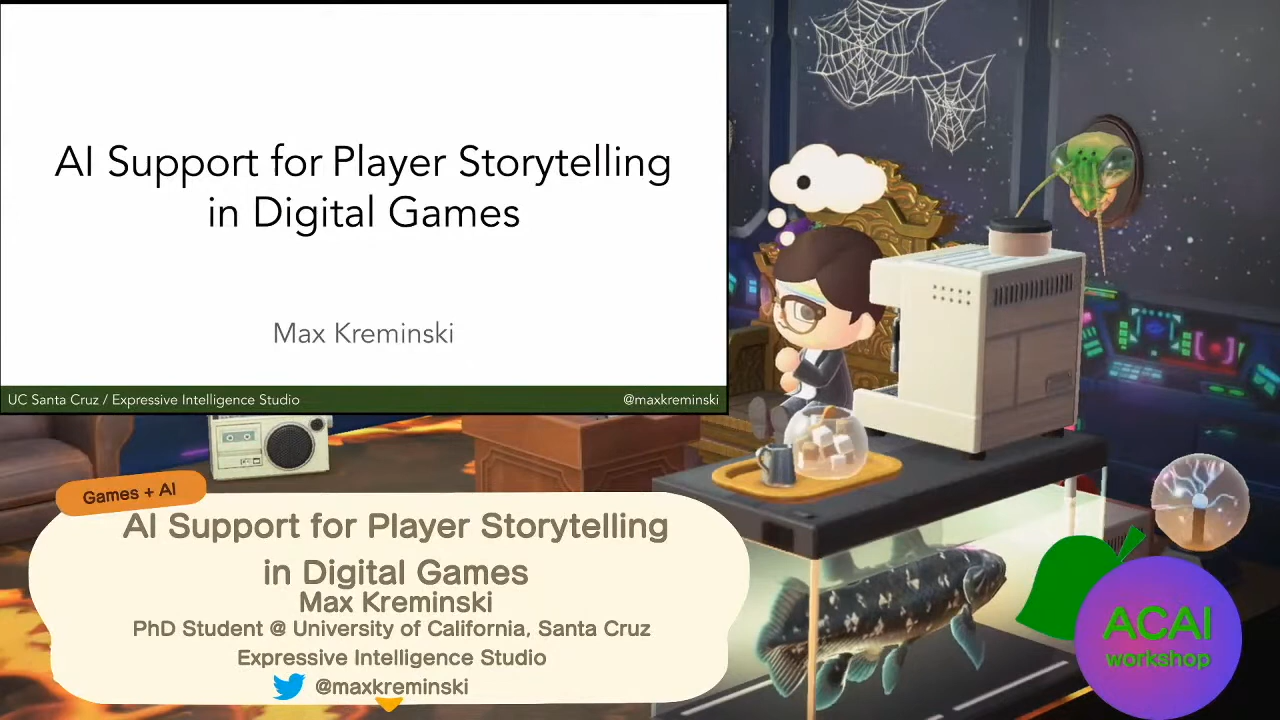 AI Support for Player Storytelling
in Digital Games
Max Kreminski
UC Santa Cruz / Expressive Intelligence Studio
@maxkreminski
Games + AI
AI Support for Player Storytelling
in Digital Games
Max Kreminski
PhD Student @ University of California, Santa Cruz
Expressive Intelligence Studio
@maxkreminski
ACAI
workshop